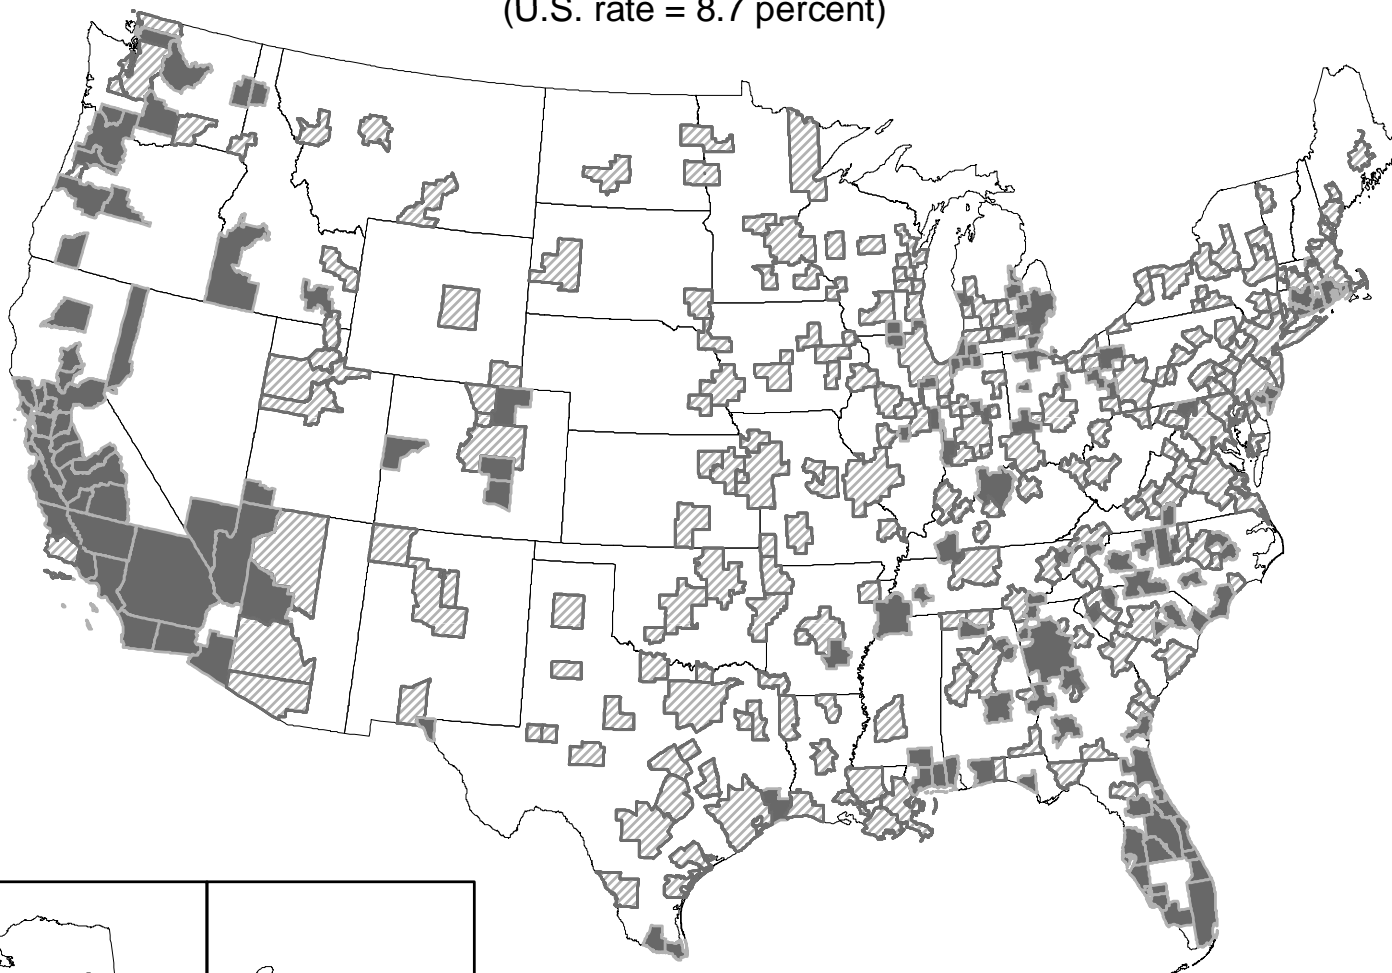 (U.S. rate = 8.7 percent)